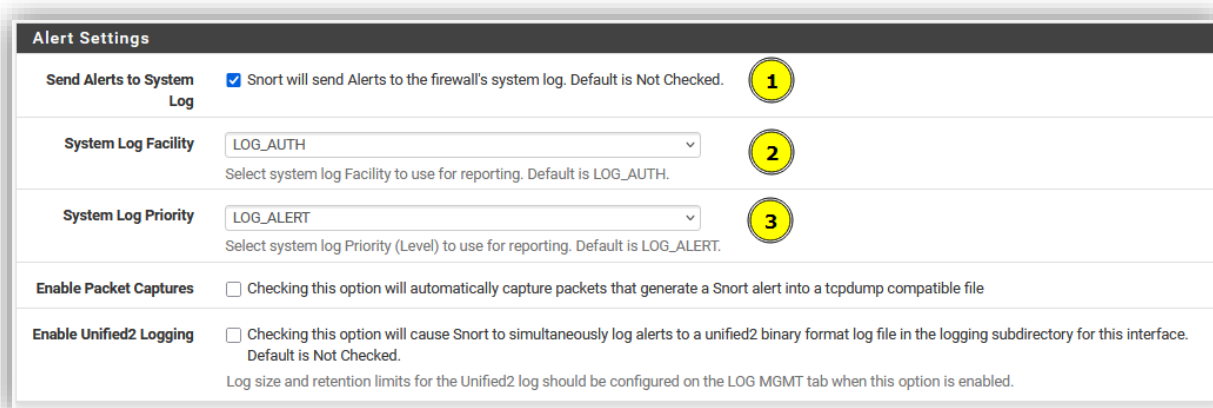 Alert Settings
Send Alerts to System Log
Snort will send Alerts to the firewall's system log. Default is Not Checked.
1
System Log Facility
LOG_AUTH
2
Select system log Facility to use for reporting. Default is LOG_AUTH.
System Log Priority
LOG_ALERT
3
Select system log Priority (Level) to use for reporting. Default is LOG_ALERT.
Enable Packet Captures
Checking this option will automatically capture packets that generate a Snort alert into a tcpdump compatible file
Enable Unified2 Logging
Checking this option will cause Snort to simultaneously log alerts to a unified2 binary format log file in the logging subdirectory for this interface.
Default is Not Checked.
Log size and retention limits for the Unified2 log should be configured on the LOG MGMT tab when this option is enabled.